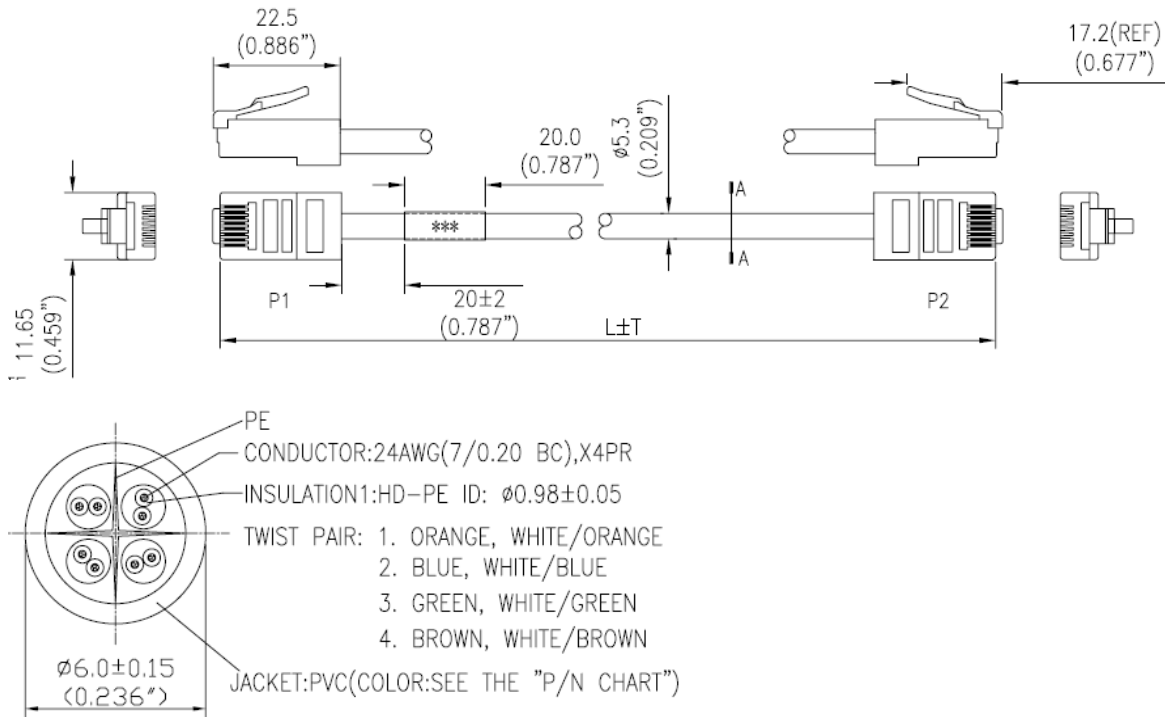 22.5
(0.886")
17.2(REF)
(0.677")
20.0
(0.787")
ø5.3
(0.209")
A
***
A
P1
P2
20±2
(0.787")
L±T
11.65
(0.459")
PE
CONDUCTOR:24AWG(7/0.20 BC),X4PR
INSULATION1:HD-PE ID: ø0.98±0.05
TWIST PAIR: 1. ORANGE, WHITE/ORANGE
2. BLUE, WHITE/BLUE
3. GREEN, WHITE/GREEN
4. BROWN, WHITE/BROWN
ø6.0±0.15
(0.236")
JACKET:PVC(COLOR:SEE THE "P/N CHART")